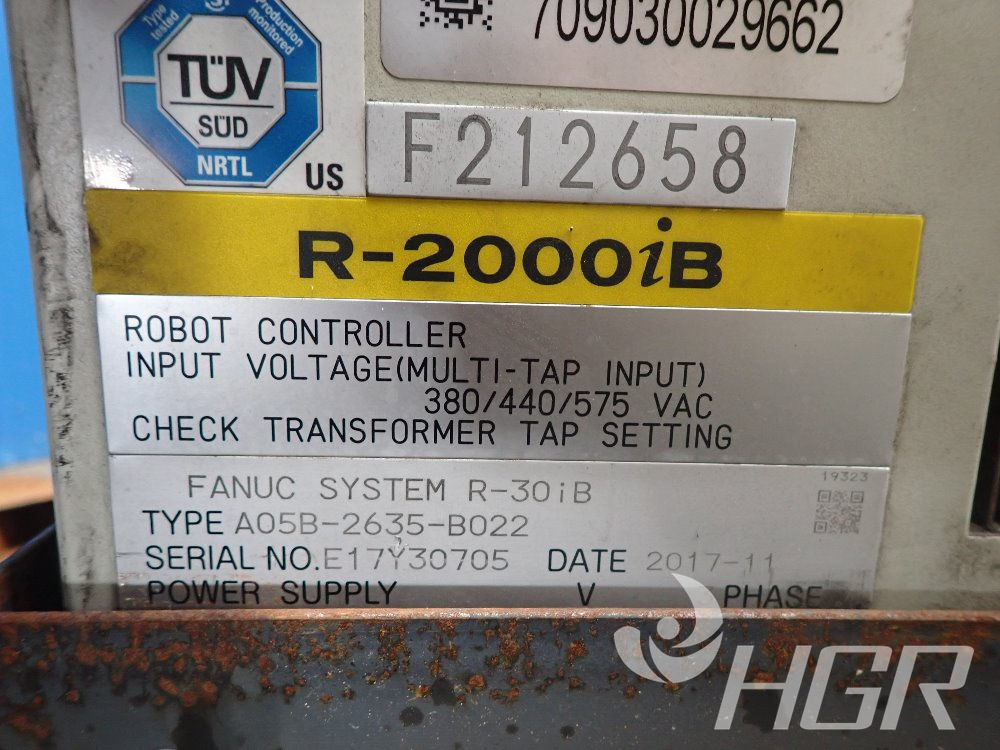 Type tested
Production monitored
TÜV
SÜD
NRTL
US
709030029662
F212658
R-2000iB
ROBOT CONTROLLER
INPUT VOLTAGE(MULTI-TAP INPUT)
380/440/575 VAC
CHECK TRANSFORMER TAP SETTING
19323
FANUC SYSTEM R-30iB
TYPE A05B-2635-B022
SERIAL NO.E17Y30705 DATE 2017-11
POWER SUPPLY V PHASE
HGR